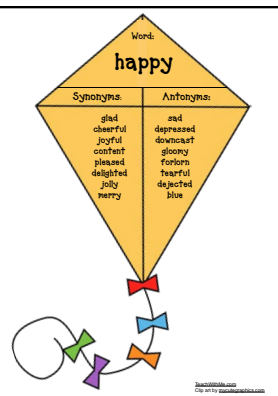 Word:
happy
Synonyms:
glad
cheerful
joyful
content
pleased
delighted
jolly
merry
Antonyms:
sad
depressed
downcast
gloomy
forlorn
tearful
dejected
blue
TeachWithMe.com
Clip art by mycutegraphics.com